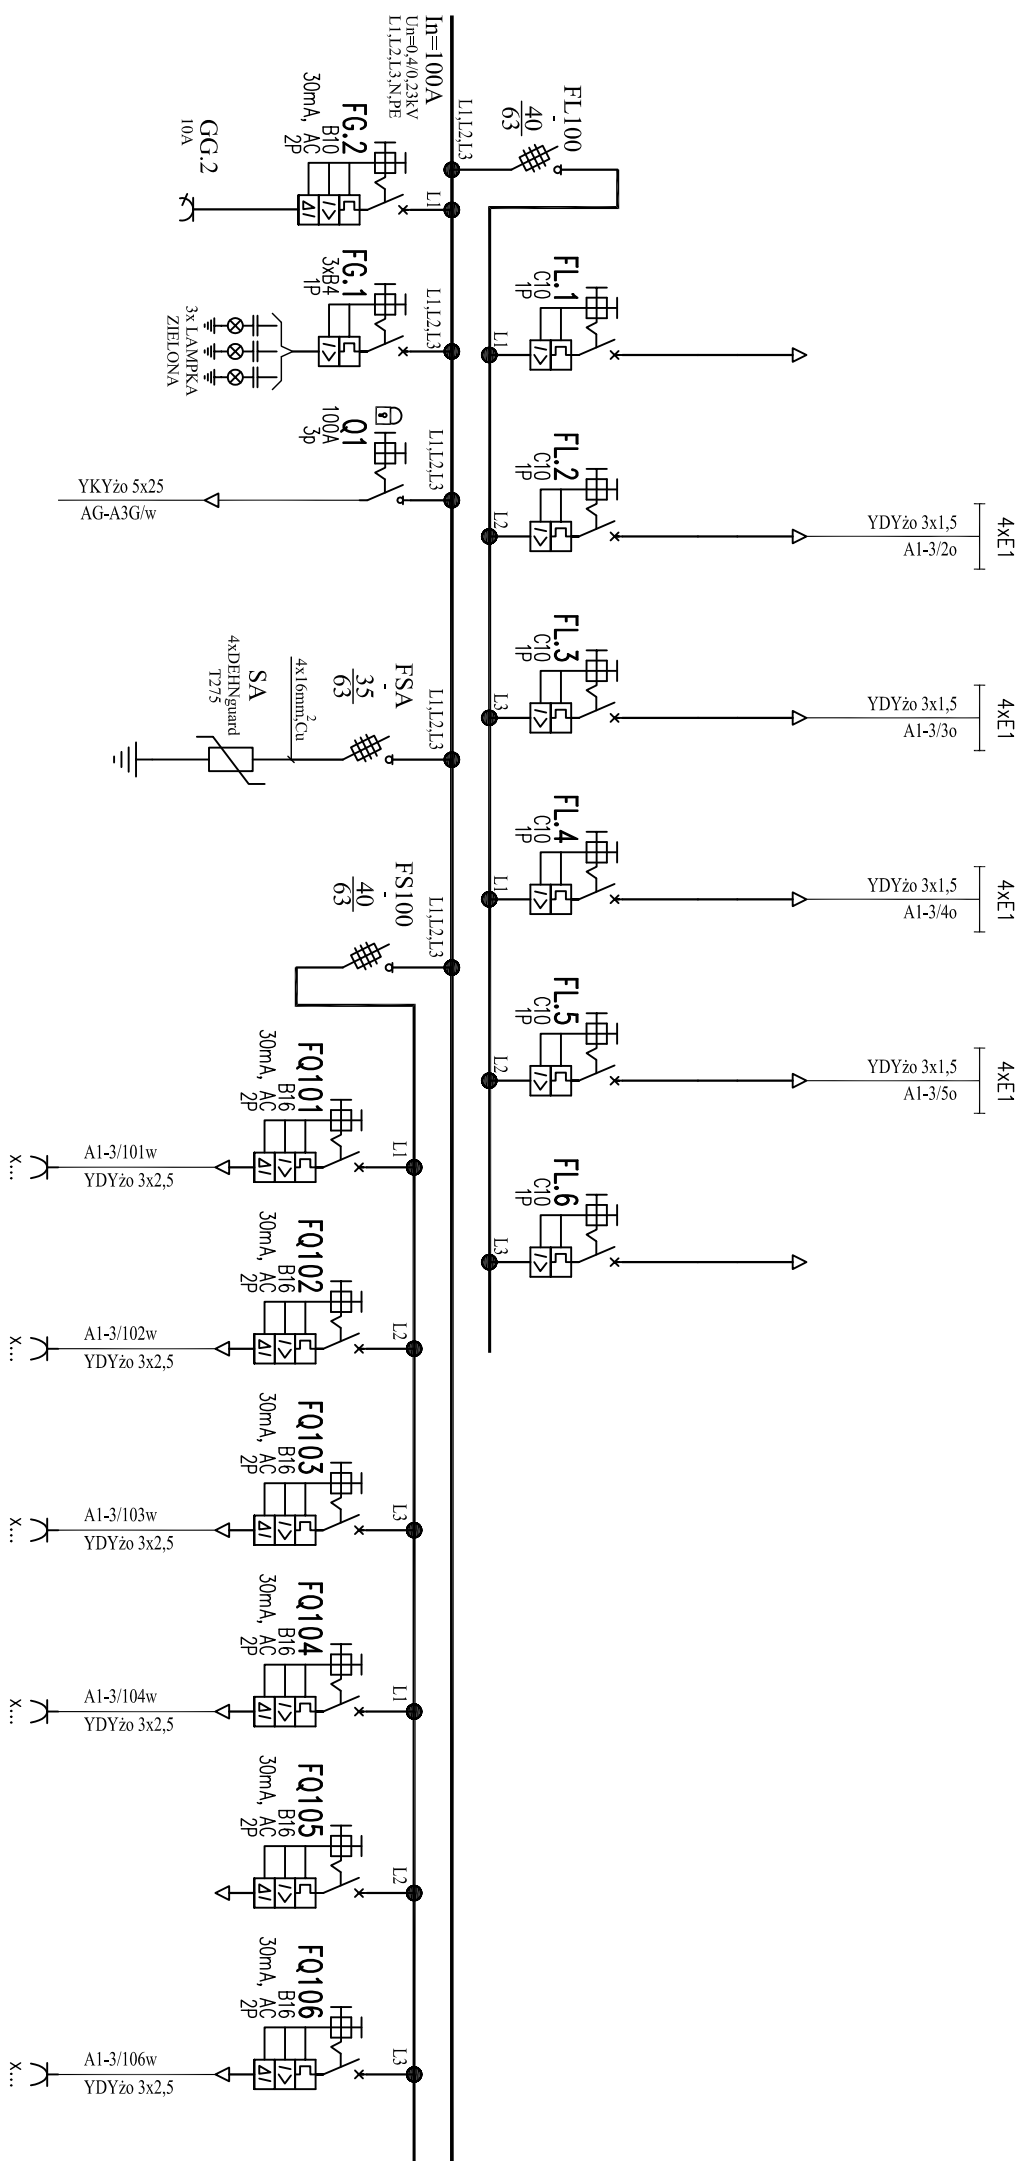 In=100A
Un=0,4/0,23kV
L1,L2,L3,N,PE
FL100
-
40
63
L1,L2,L3
FG.2
B10
30mA, AC
2P
L1
GG.2
10A
FG.1
3xB4
1P
L1,L2,L3
3x LAMPKA
ZIELONA
Q1
100A
3p
L1,L2,L3
YKYżo 5x25
AG-A3G/w
FSA
-
35
63
L1,L2,L3
4x16mm,Cu
2
SA
4xDEHNguard
T275
FS100
-
40
63
L1,L2,L3
FL.1
C10
1P
L1
FL.2
C10
1P
L2
YDYżo 3x1,5
A1-3/2o
4xE1
FL.3
C10
1P
L3
YDYżo 3x1,5
A1-3/3o
4xE1
FL.4
C10
1P
L1
YDYżo 3x1,5
A1-3/4o
4xE1
FL.5
C10
1P
L2
YDYżo 3x1,5
A1-3/5o
4xE1
FL.6
C10
1P
L3
FQ101
B16
30mA, AC
2P
L1
A1-3/101w
YDYżo 3x2,5
x...
FQ102
B16
30mA, AC
2P
L2
A1-3/102w
YDYżo 3x2,5
x...
FQ103
B16
30mA, AC
2P
L3
A1-3/103w
YDYżo 3x2,5
x...
FQ104
B16
30mA, AC
2P
L1
A1-3/104w
YDYżo 3x2,5
x...
FQ105
B16
30mA, AC
2P
L2
FQ106
B16
30mA, AC
2P
L3
A1-3/106w
YDYżo 3x2,5
x...